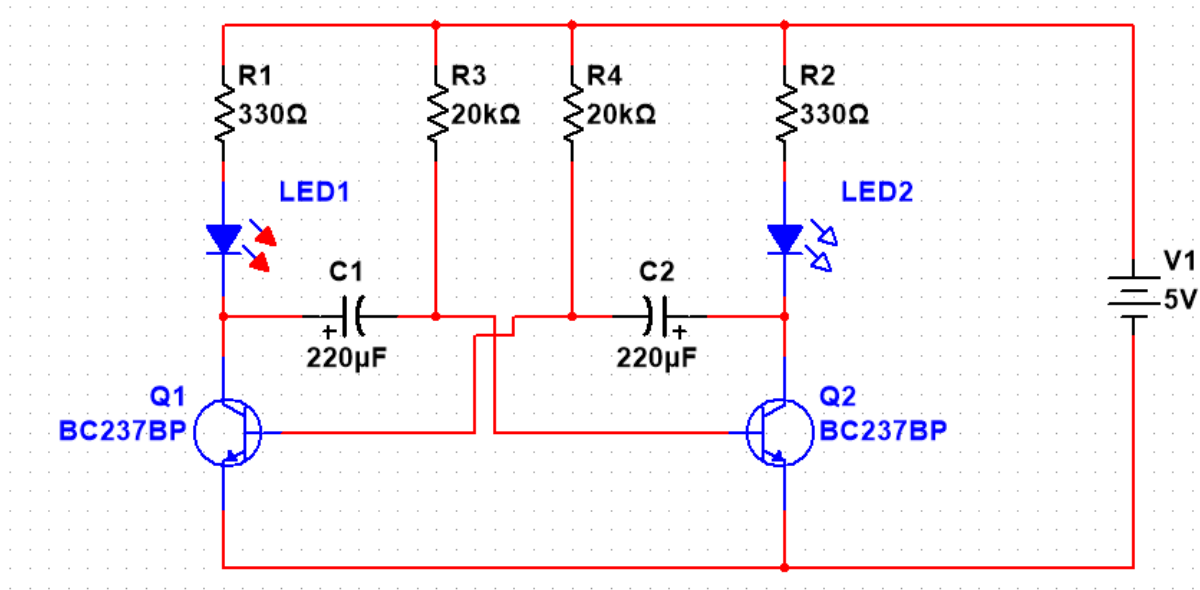 R1
330Ω
R3
20kΩ
R4
20kΩ
R2
330Ω
LED1
LED2
C1
+
220µF
C2
+
220µF
V1
5V
Q1
BC237BP
Q2
BC237BP